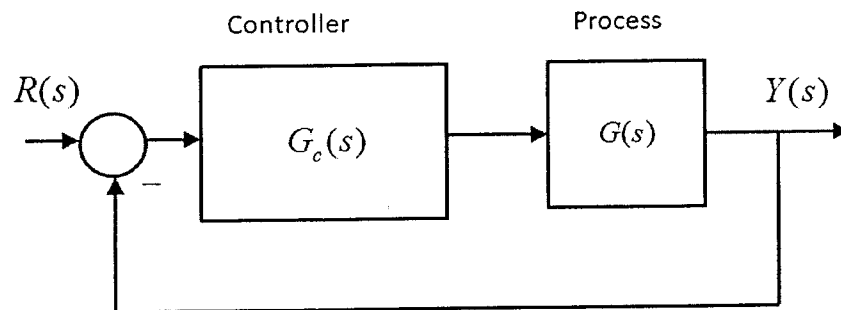 Controller
Process
R(s)
Y(s)
G_c(s)
G(s)
−